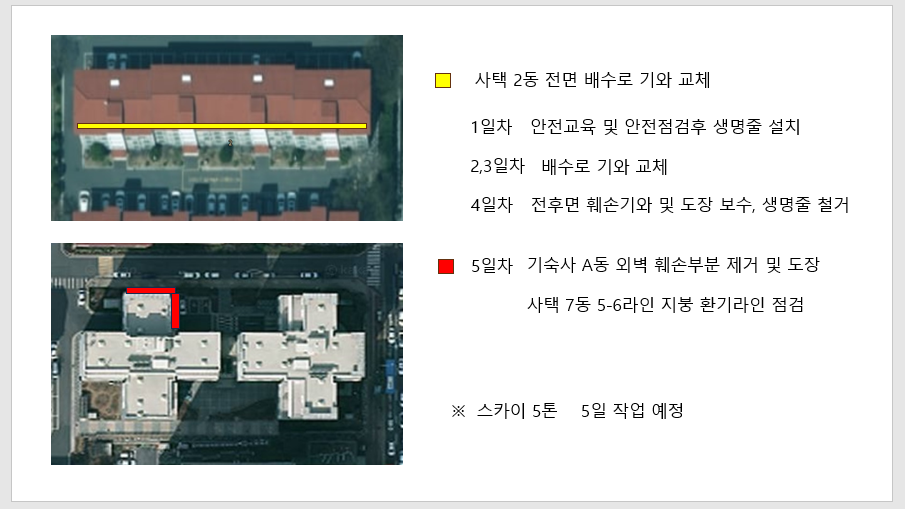 사택 2동 전면 배수로 기와 교체
1일차 안전교육 및 안전점검후 생명줄 설치
2,3일차 배수로 기와 교체
4일차 전후면 훼손기와 및 도장 보수, 생명줄 철거
5일차 기숙사 A동 외벽 훼손부분 제거 및 도장
사택 7동 5-6라인 지붕 환기라인 점검
※ 스카이 5톤 5일 작업 예정